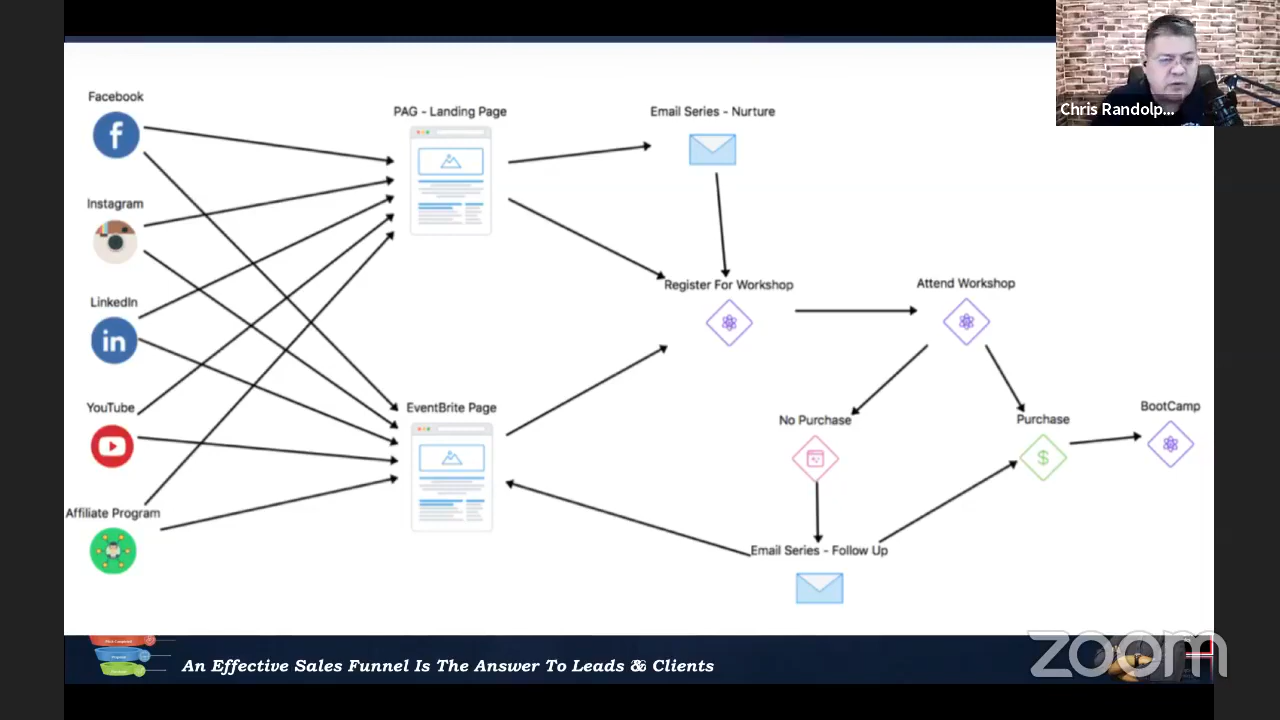 Chris Randolp...
Facebook
PAG - Landing Page
Email Series - Nurture
Instagram
Register For Workshop
Attend Workshop
LinkedIn
in
YouTube
EventBrite Page
No Purchase
Purchase
BootCamp
$
Affiliate Program
Email Series - Follow Up
An Effective Sales Funnel Is The Answer To Leads & Clients
zoom